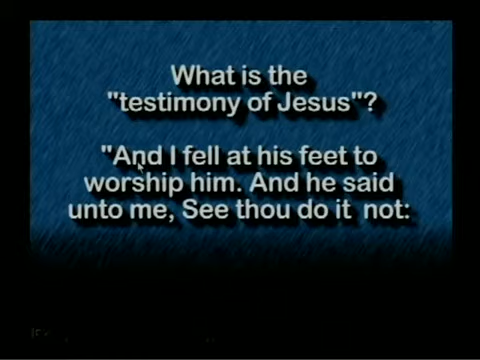 What is the
"testimony of Jesus"?
"And I fell at his feet to
worship him. And he said
unto me, See thou do it not: